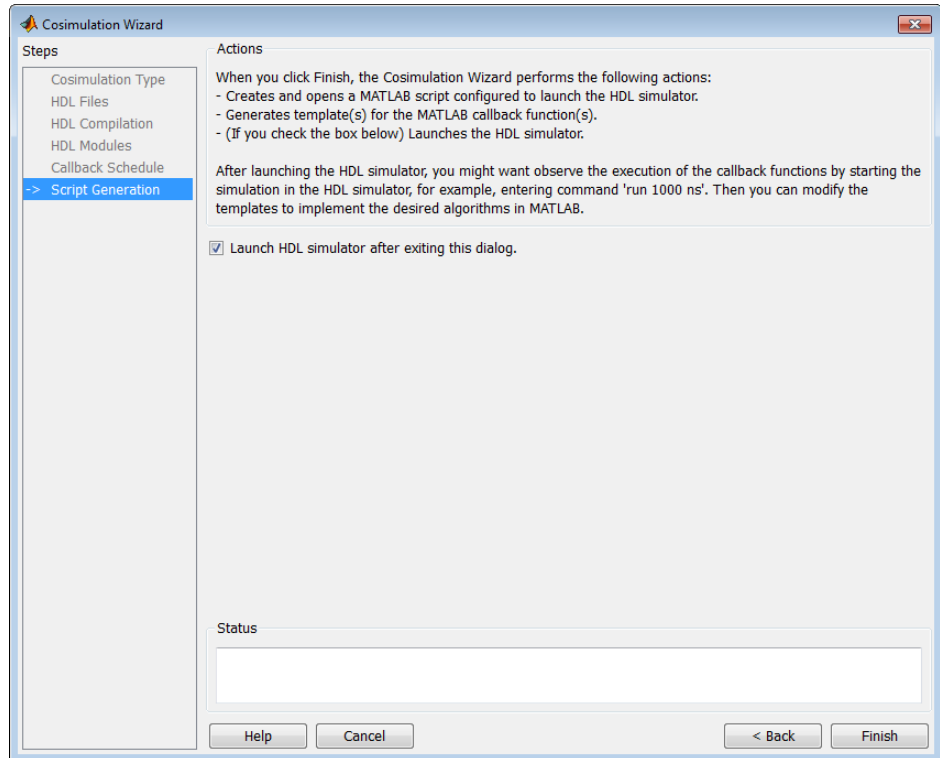 Cosimulation Wizard
Steps
Cosimulation Type
HDL Files
HDL Compilation
HDL Modules
Callback Schedule
-> Script Generation
Actions
When you click Finish, the Cosimulation Wizard performs the following actions:
- Creates and opens a MATLAB script configured to launch the HDL simulator.
- Generates template(s) for the MATLAB callback function(s).
- (If you check the box below) Launches the HDL simulator.
After launching the HDL simulator, you might want observe the execution of the callback functions by starting the
simulation in the HDL simulator, for example, entering command 'run 1000 ns'. Then you can modify the
templates to implement the desired algorithms in MATLAB.
Launch HDL simulator after exiting this dialog.
Status
Help
Cancel
< Back
Finish